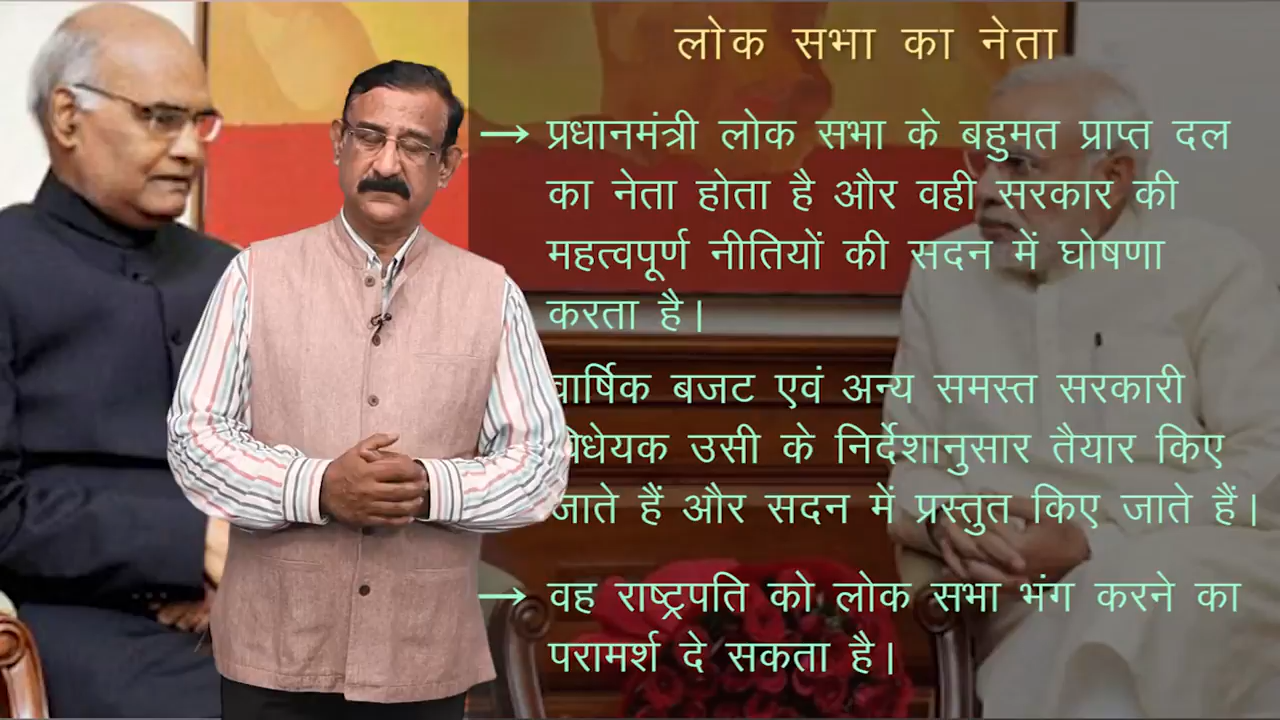 लोक सभा का नेता
→ प्रधानमंत्री लोक सभा के बहुमत प्राप्त दल
का नेता होता है और वही सरकार की
महत्वपूर्ण नीतियों की सदन में घोषणा
करता है।
वार्षिक बजट एवं अन्य समस्त सरकारी
विधेयक उसी के निर्देशानुसार तैयार किए
जाते हैं और सदन में प्रस्तुत किए जाते हैं।
→ वह राष्ट्रपति को लोक सभा भंग करने का
परामर्श दे सकता है।